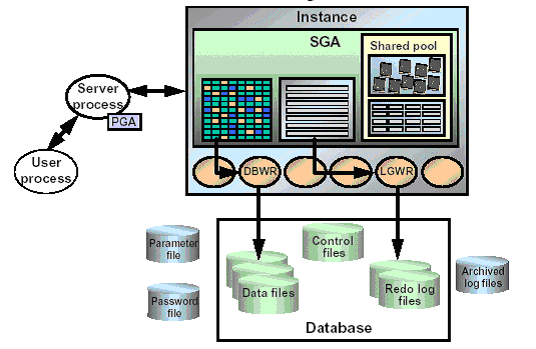 Instance
SGA
Shared pool
Server
process
PGA
User
process
DBWR
LGWR
Parameter
file
Control
files
Password
file
Data files
Redo log
files
Archived
log files
Database